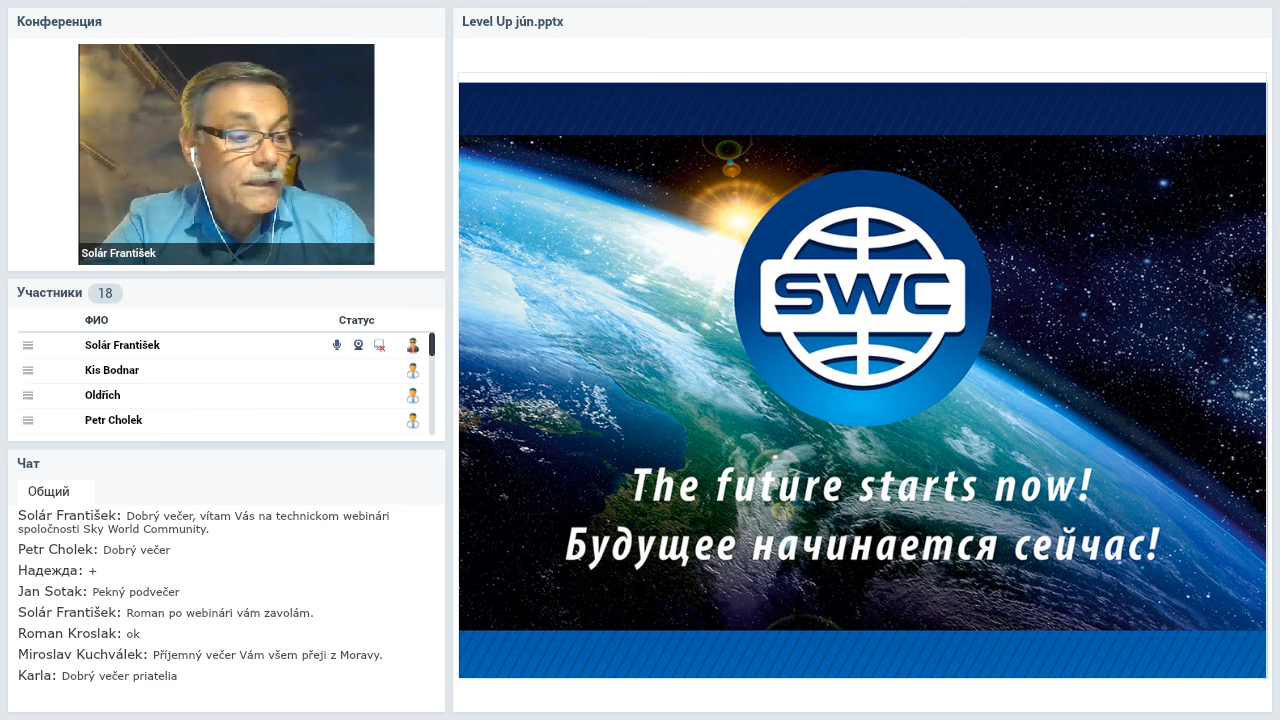 Конференция
Solár František
Участники 18
ФИО Статус
Solár František
Kis Bodnar
Oldřich
Petr Cholek
Чат
Общий
Solár František: Dobrý večer, vítam Vás na technickom webinári
spoločnosti Sky World Community.
Petr Cholek: Dobrý večer
Надежда: +
Jan Sotak: Pekný podvečer
Solár František: Roman po webinári vám zavolám.
Roman Kroslak: ok
Miroslav Kuchválek: Příjemný večer Vám všem přeji z Moravy.
Karla: Dobrý večer priatelia
Level Up jún.pptx
SWC
The future starts now!
Будущее начинается сейчас!